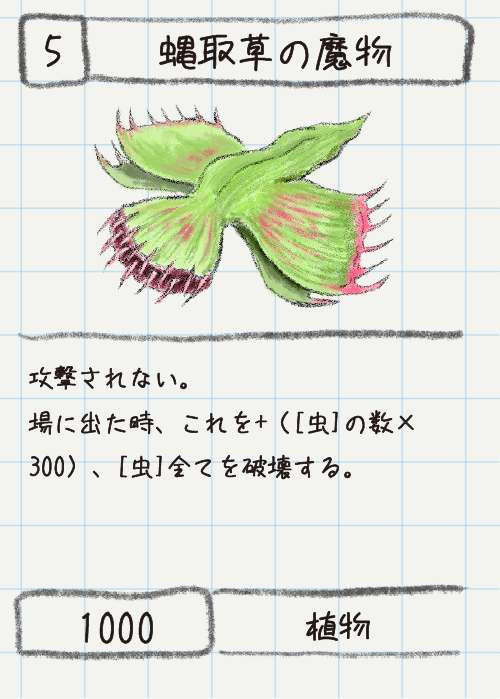 5
蝿取草の魔物
攻撃されない。
場に出た時、これを+([虫]の数×
300)、[虫]全てを破壊する。
1000
植物